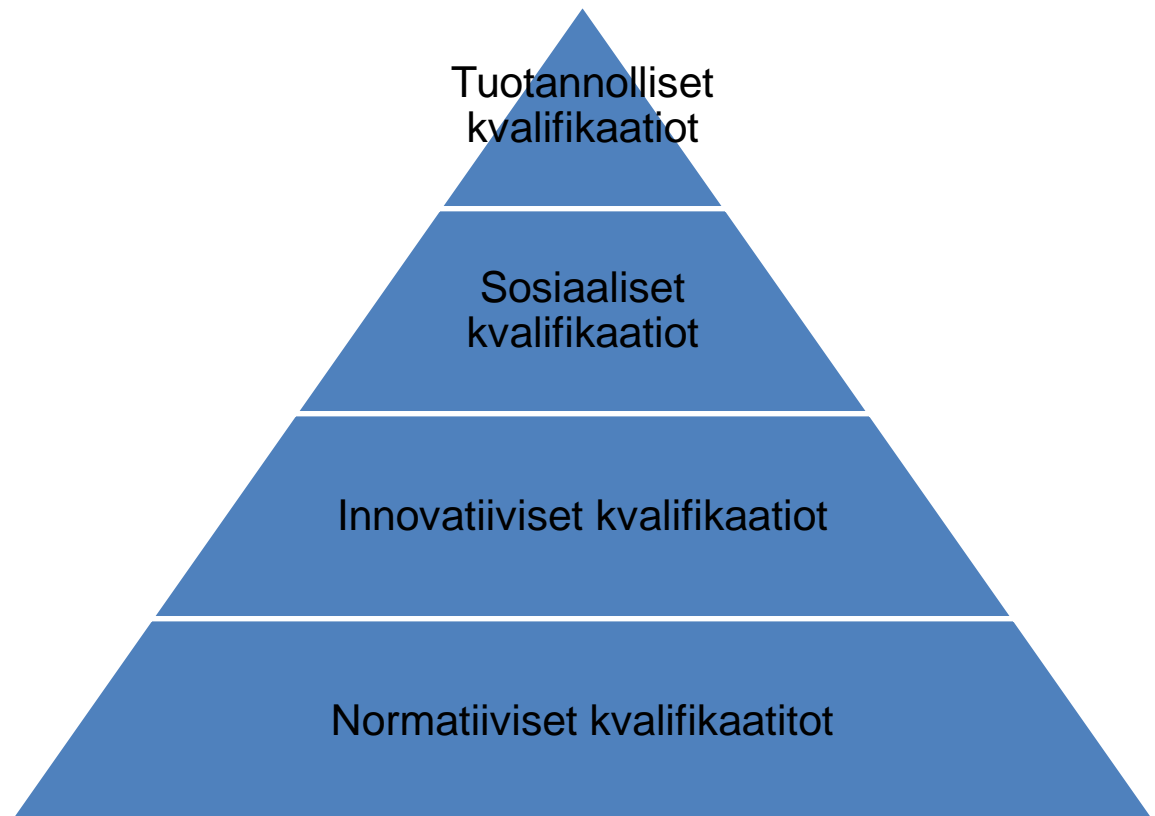 Tuotannolliset
kvalifikaatiot
Sosiaaliset
kvalifikaatiot
Innovatiiviset kvalifikaatiot
Normatiiviset kvalifikaatitot